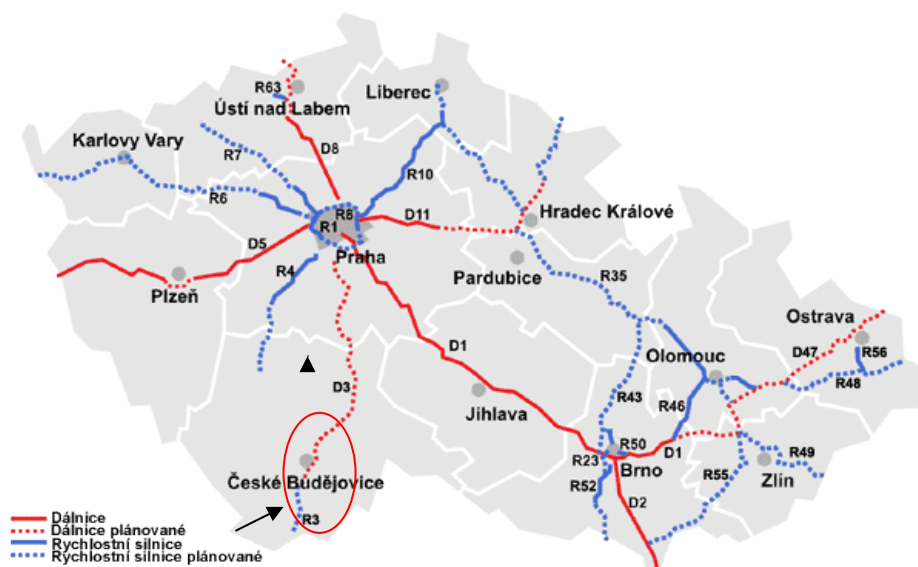 R63
Liberec
Ústí nad Labem
Karlovy Vary
R7
D8
R10
R6
R8
D11
Hradec Králové
R1
D5
Praha
R4
Pardubice
R35
Plzeň
Ostrava
D1
D47
R56
Olomouc
R48
D3
R43
Jihlava
R46
R50
D1
R49
R23
Brno
R55
České Budějovice
Zlín
R52
D2
R3
Dálnice
Dálnice plánované
Rychlostní silnice
Rychlostní silnice plánované